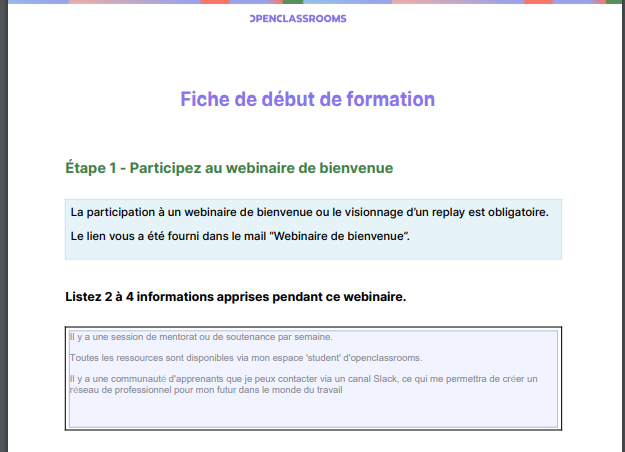 OPENCLASSROOMS
Fiche de début de formation
Étape 1 - Participez au webinaire de bienvenue
La participation à un webinaire de bienvenue ou le visionnage d'un replay est obligatoire.
Le lien vous a été fourni dans le mail “Webinaire de bienvenue”.
Listez 2 à 4 informations apprises pendant ce webinaire.
Il y a une session de mentorat ou de soutenance par semaine.
Toutes les ressources sont disponibles via mon espace 'student' d'openclassrooms.
Il y a une communauté d'apprenants que je peux contacter via un canal Slack, ce qui me permettra de créer un
réseau de professionnel pour mon futur dans le monde du travail